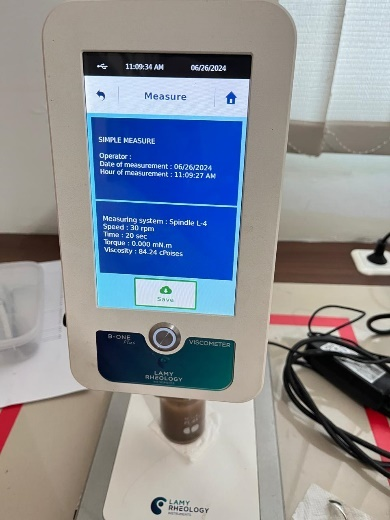 11:09:34 AM 06/26/2024
Measure
SIMPLE MEASURE
Operator :
Date of measurement : 06/26/2024
Hour of measurement : 11:09:27 AM
Measuring system : Spindle L-4
Speed : 30 rpm
Time : 20 sec
Torque : 0.000 mN.m
Viscosity : 84.24 cPoises
Save
B-ONE Plus VISCOMETER
LAMY
RHEOLOGY
INSTRUMENTS
LAMY
RHEOLOGY
INSTRUMENTS